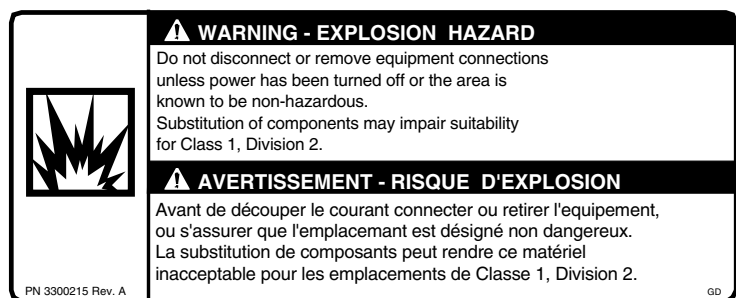 WARNING - EXPLOSION HAZARD
Do not disconnect or remove equipment connections
unless power has been turned off or the area is
known to be non-hazardous.
Substitution of components may impair suitability
for Class 1, Division 2.
AVERTISSEMENT - RISQUE D'EXPLOSION
Avant de découper le courant connecter ou retirer l'equipement,
ou s'assurer que l'emplacemant est désigné non dangereux.
La substitution de composants peut rendre ce matériel
inacceptable pour les emplacements de Classe 1, Division 2.
PN 3300215 Rev. A
GD